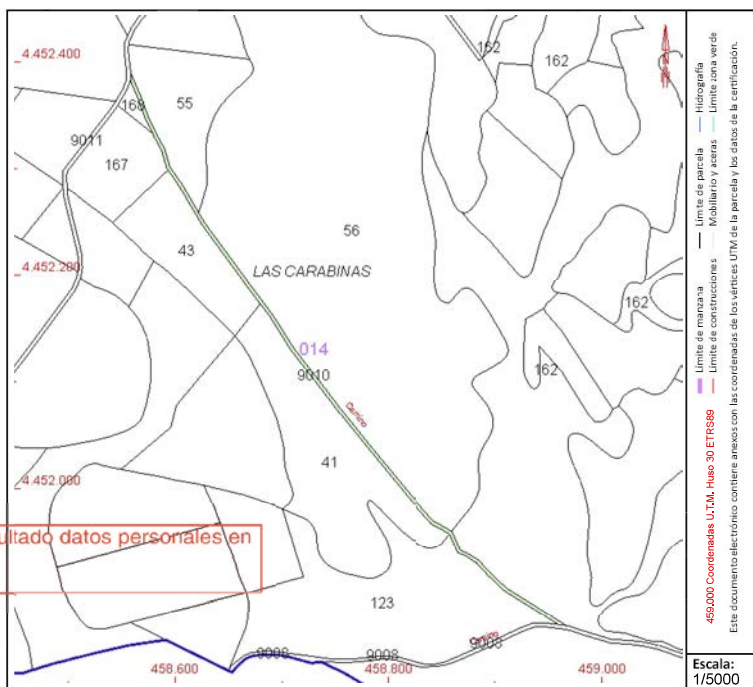 4.452.400
162
162
168
55
9011
167
56
43
LAS CARABINAS
4.452.200
162
014
9010
162
Camino
41
4.452.000
ultado datos personales en
123
Camino
9008
9008
9008
458.600
458.800
459.000
Límite de manzana
Límite de parcela
Hidrografía
Límite de construcciones
Mobiliario y aceras
Límite zona verde
459.000 Coordenadas U.T.M. Huso 30 ETRS89
Este documento electrónico contiene anexos con las coordenadas de los vértices UTM de la parcela y los datos de la certificación.
Escala:
1/5000